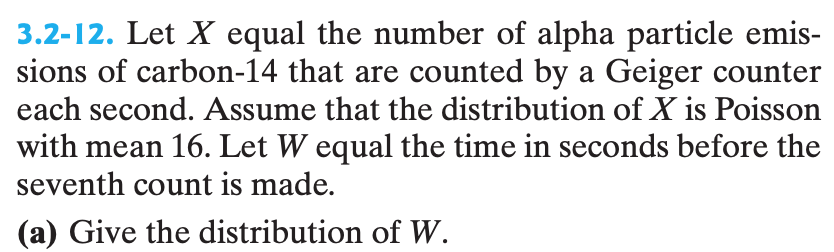 3.2-12. Let X equal the number of alpha particle emis-
sions of carbon-14 that are counted by a Geiger counter
each second. Assume that the distribution of X is Poisson
with mean 16. Let W equal the time in seconds before the
seventh count is made.
(a) Give the distribution of W.